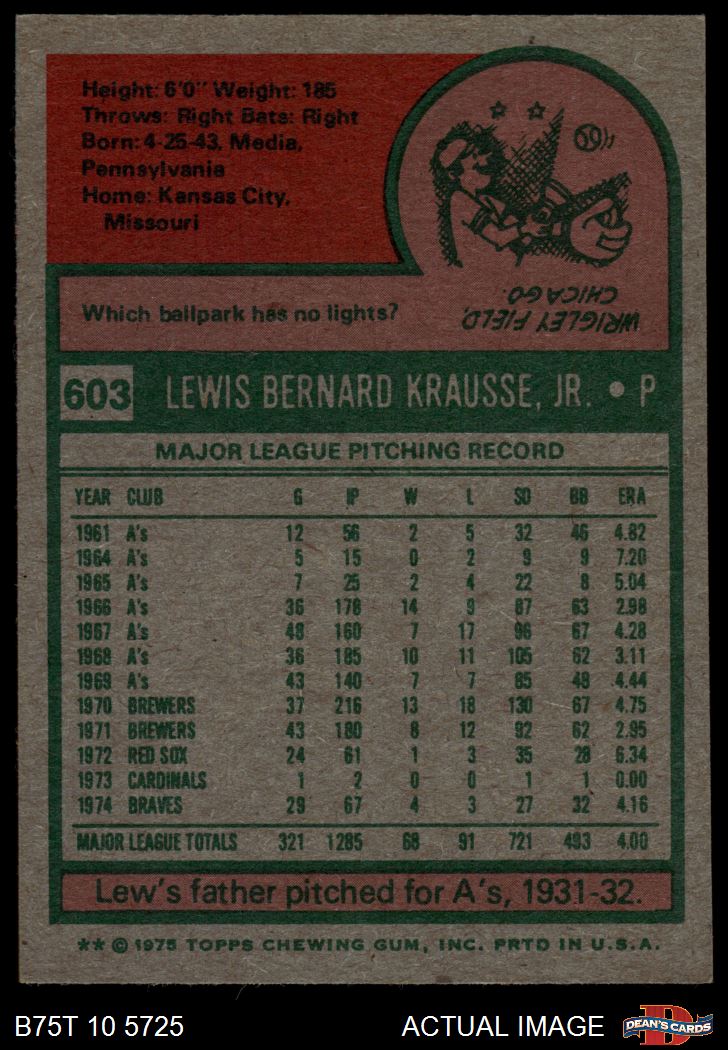 Height: 6'0" Weight: 185
Throws: Right Bats: Right
Born: 4-25-43, Media,
Pennsylvania
Home: Kansas City,
Missouri
Which ballpark has no lights?
WRIGLEY FIELD,
CHICAGO.
603 LEWIS BERNARD KRAUSSE, JR. • P
MAJOR LEAGUE PITCHING RECORD
YEAR CLUB G IP W L SO BB ERA
1961 A's 12 56 2 5 32 46 4.82
1964 A's 5 15 0 2 9 9 7.20
1965 A's 7 25 2 4 22 8 5.04
1966 A's 36 178 14 9 87 63 2.98
1967 A's 48 160 7 17 96 67 4.28
1968 A's 36 185 10 11 105 62 3.11
1969 A's 43 140 7 7 85 48 4.44
1970 BREWERS 37 216 13 18 130 67 4.75
1971 BREWERS 43 180 8 12 92 62 2.95
1972 RED SOX 24 61 1 3 35 28 6.34
1973 CARDINALS 1 2 0 0 1 1 0.00
1974 BRAVES 29 67 4 3 27 32 4.16
MAJOR LEAGUE TOTALS 321 1285 68 91 721 493 4.00
Lew's father pitched for A's, 1931-32.
** © 1975 TOPPS CHEWING GUM, INC. PRTD IN U.S.A.
B75T 10 5725 ACTUAL IMAGE
D
DEAN'S CARDS